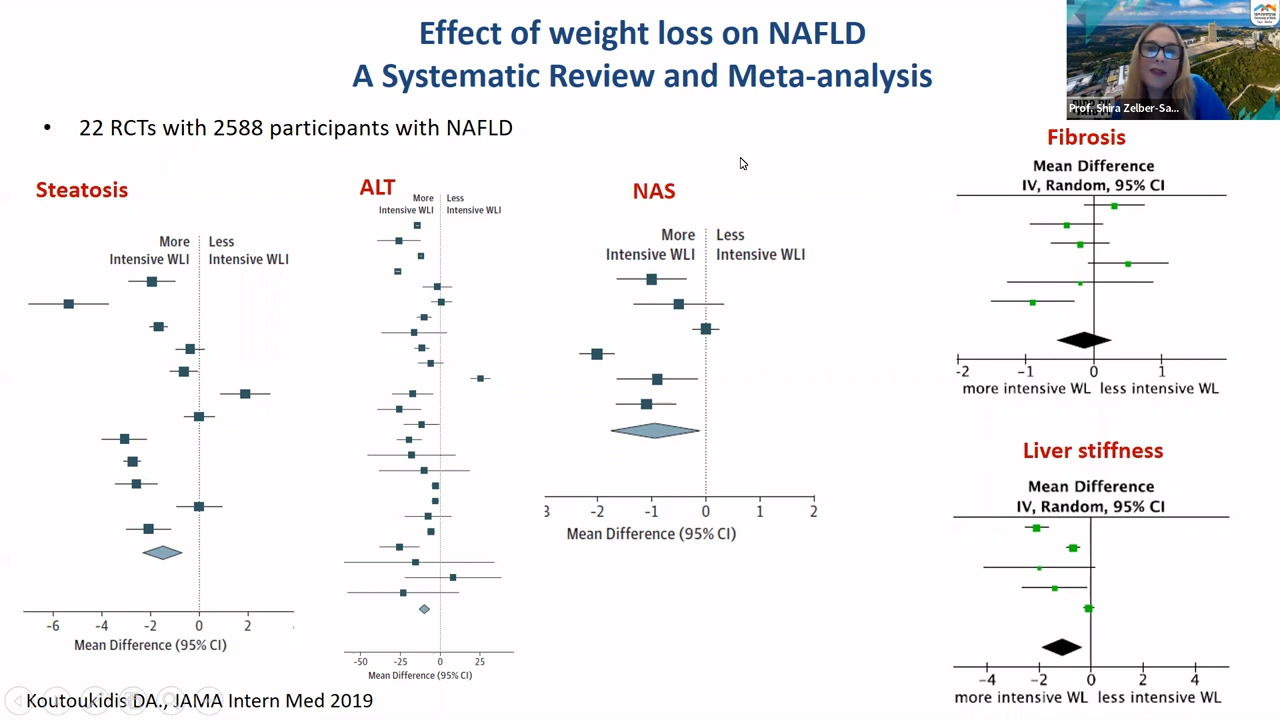 Effect of weight loss on NAFLD
A Systematic Review and Meta-analysis
Prof. Shira Zelber-Sa...
• 22 RCTs with 2588 participants with NAFLD
Steatosis
More Less
Intensive WLI Intensive WLI
-6 -4 -2 0 2
Mean Difference (95% CI)
ALT
More Less
Intensive WLI Intensive WLI
-50 -25 0 25
Mean Difference (95% CI)
NAS
More Less
Intensive WLI Intensive WLI
3 -2 -1 0 1 2
Mean Difference (95% CI)
Fibrosis
Mean Difference
IV, Random, 95% CI
-2 -1 0 1
more intensive WL less intensive WL
Liver stiffness
Mean Difference
IV, Random, 95% CI
-4 -2 0 2 4
more intensive WL less intensive WL
Koutoukidis DA., JAMA Intern Med 2019